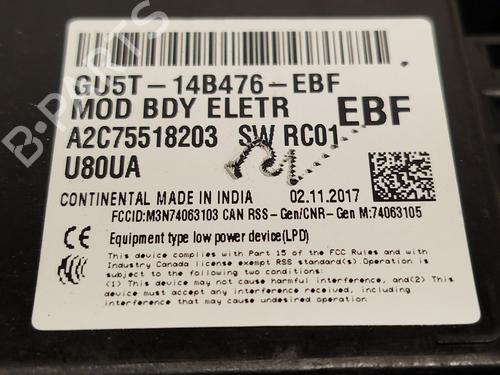 GU5T-14B476-EBF
MOD BDY ELETR EBF
A2C75518203 SW RC01
U80UA
CONTINENTAL MADE IN INDIA 02.11.2017
FCCID:M3N74063103 CAN RSS-Gen/CNR-Gen M:74063105
CE Equipment type low power device(LPD)
This device complies with Part 15 of the FCC Rules and with
Industry Canada license exempt RSS standard(s).Operation is
subject to the following two conditions:
(1) This device may not cause harmful interference, and(2) This
device must accept any interference received, including
interference that may cause undesired operation
B-PARTS